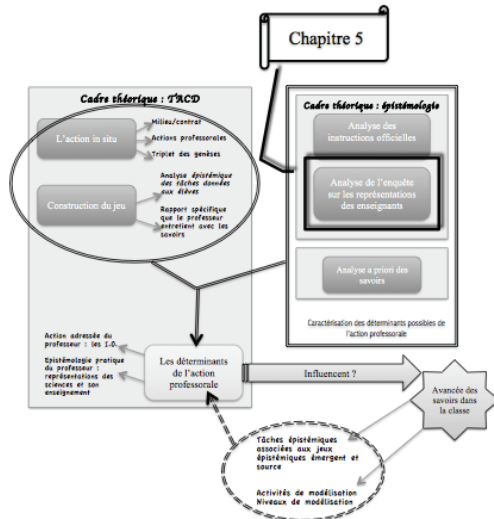 Chapitre 5
Cadre théorique : TACD
L'action in situ
Milieu/contrat
Actions professorales
Triplet des genèses
Construction du jeu
Analyse épistémique
des tâches données
aux élèves
Rapport spécifique
que le professeur
entretient avec les
savoirs
Cadre théorique : épistémologie
Analyse des
instructions officielles
Analyse de l'enquête
sur les représentations
des enseignants
Analyse a priori des
savoirs
Caractérisation des déterminants possibles de
l'action professorale
Action adressée du
professeur : les I.O.
Epistémologie pratique
du professeur :
représentations des
sciences et son
enseignement
Les déterminants
de l'action
professorale
Influencent ?
Avancée des
savoirs dans
la classe
Tâches épistémiques
associées aux jeux
épistémiques émergent et
source
Activités de modélisation
Niveaux de modélisation